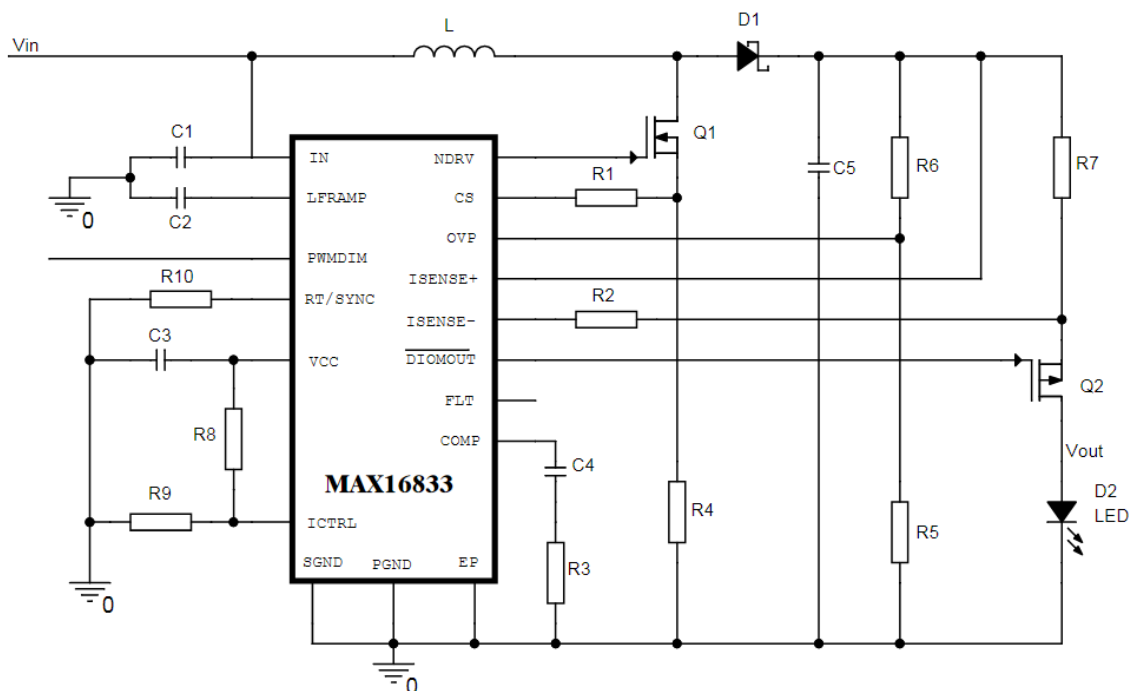 L
D1
Vin
C1
Q1
IN
NDRV
R1
C5
R6
R7
LFRAMP
CS
0
C2
OVP
PWMDIM
R10
ISENSE+
RT/SYNC
R2
ISENSE-
C3
VCC
DIOMOUT
Q2
FLT
R8
COMP
Vout
C4
MAX16833
R9
D2
LED
ICTRL
R4
R5
SGND
PGND
EP
R3
0
0